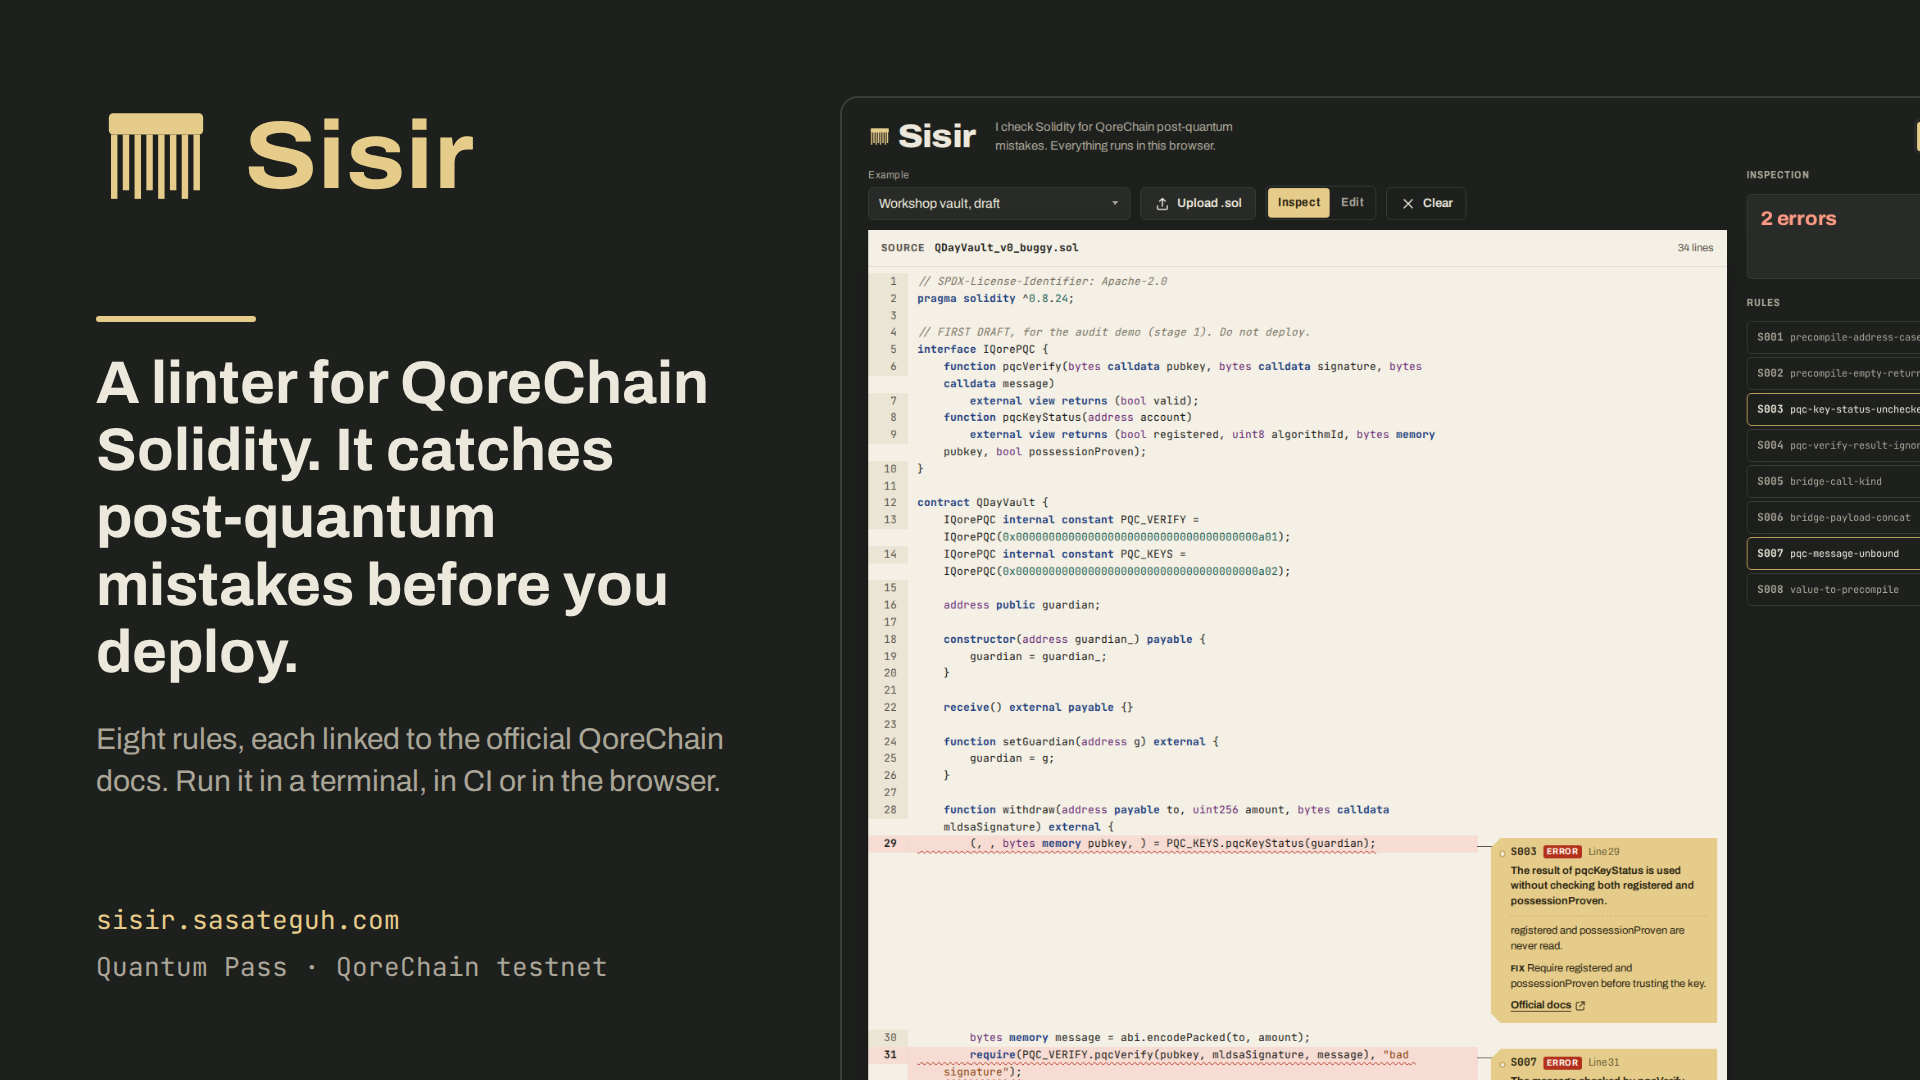 Sisir
A linter for QoreChain
Solidity. It catches
post-quantum
mistakes before you
deploy.
Eight rules, each linked to the official QoreChain
docs. Run it in a terminal, in CI or in the browser.
sisir.sasateguh.com
Quantum Pass · QoreChain testnet
Sisir
I check Solidity for QoreChain post-quantum
mistakes. Everything runs in this browser.
Example
Workshop vault, draft
Upload .sol
Inspect
Edit
Clear
SOURCE QDayVault_v0_buggy.sol
34 lines
1 // SPDX-License-Identifier: Apache-2.0
2 pragma solidity ^0.8.24;
3
4 // FIRST DRAFT, for the audit demo (stage 1). Do not deploy.
5 interface IQorePQC {
6 function pqcVerify(bytes calldata pubkey, bytes calldata signature, bytes
calldata message)
7 external view returns (bool valid);
8 function pqcKeyStatus(address account)
9 external view returns (bool registered, uint8 algorithmId, bytes memory
pubkey, bool possessionProven);
10 }
11
12 contract QDayVault {
13 IQorePQC internal constant PQC_VERIFY =
IQorePQC(0x0000000000000000000000000000000000000a01);
14 IQorePQC internal constant PQC_KEYS =
IQorePQC(0x0000000000000000000000000000000000000a02);
15
16 address public guardian;
17
18 constructor(address guardian_) payable {
19 guardian = guardian_;
20 }
21
22 receive() external payable {}
23
24 function setGuardian(address g) external {
25 guardian = g;
26 }
27
28 function withdraw(address payable to, uint256 amount, bytes calldata
mldsaSignature) external {
29 (, , bytes memory pubkey, ) = PQC_KEYS.pqcKeyStatus(guardian);
30 bytes memory message = abi.encodePacked(to, amount);
31 require(PQC_VERIFY.pqcVerify(pubkey, mldsaSignature, message), "bad
signature");
S003 ERROR Line 29
The result of pqcKeyStatus is used
without checking both registered and
possessionProven.
registered and possessionProven are
never read.
FIX Require registered and
possessionProven before trusting the key.
Official docs
S007 ERROR Line 31
INSPECTION
2 errors
RULES
S001 precompile-address-case
S002 precompile-empty-return
S003 pqc-key-status-unchecke
S004 pqc-verify-result-ignor
S005 bridge-call-kind
S006 bridge-payload-concat
S007 pqc-message-unbound
S008 value-to-precompile